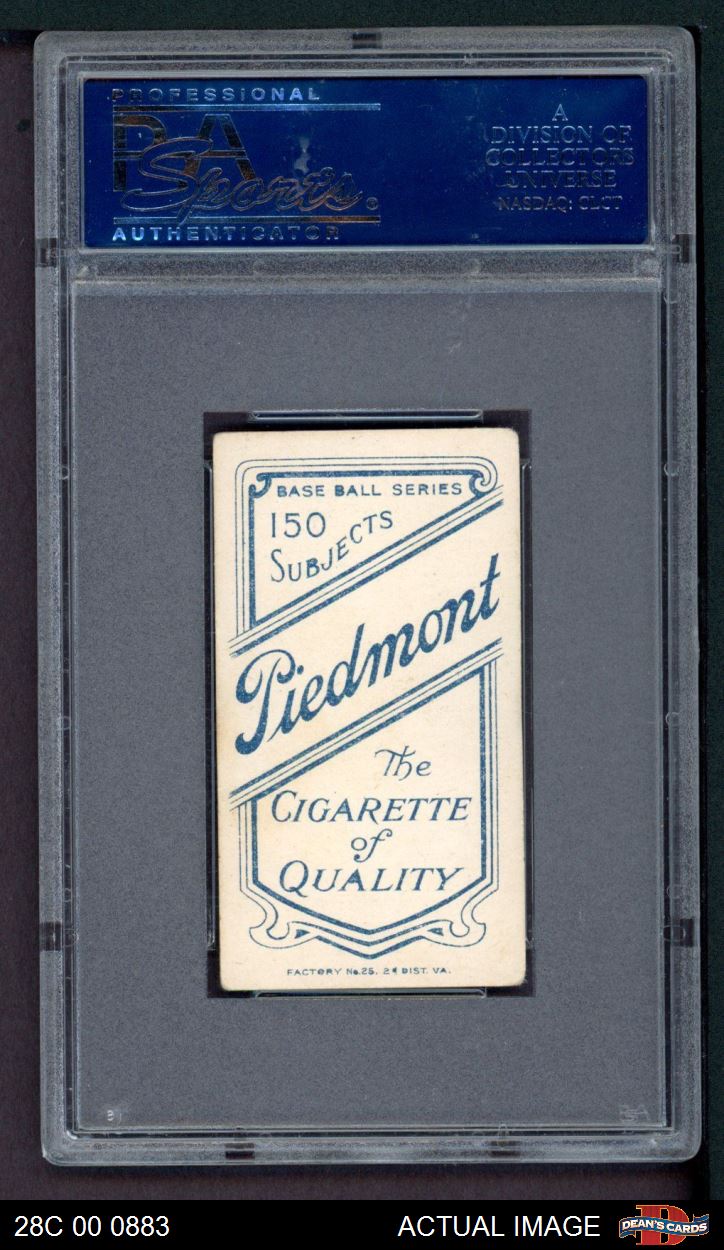 PROFESSIONAL
PSA
Sports®
AUTHENTICATOR
A
DIVISION OF
COLLECTORS
UNIVERSE
NASDAQ: CLCT
BASE BALL SERIES
150
SUBJECTS
Piedmont
The
CIGARETTE
of
QUALITY
FACTORY No.25. 2d DIST. VA.
28C 00 0883
ACTUAL IMAGE
DEAN'S CARDS